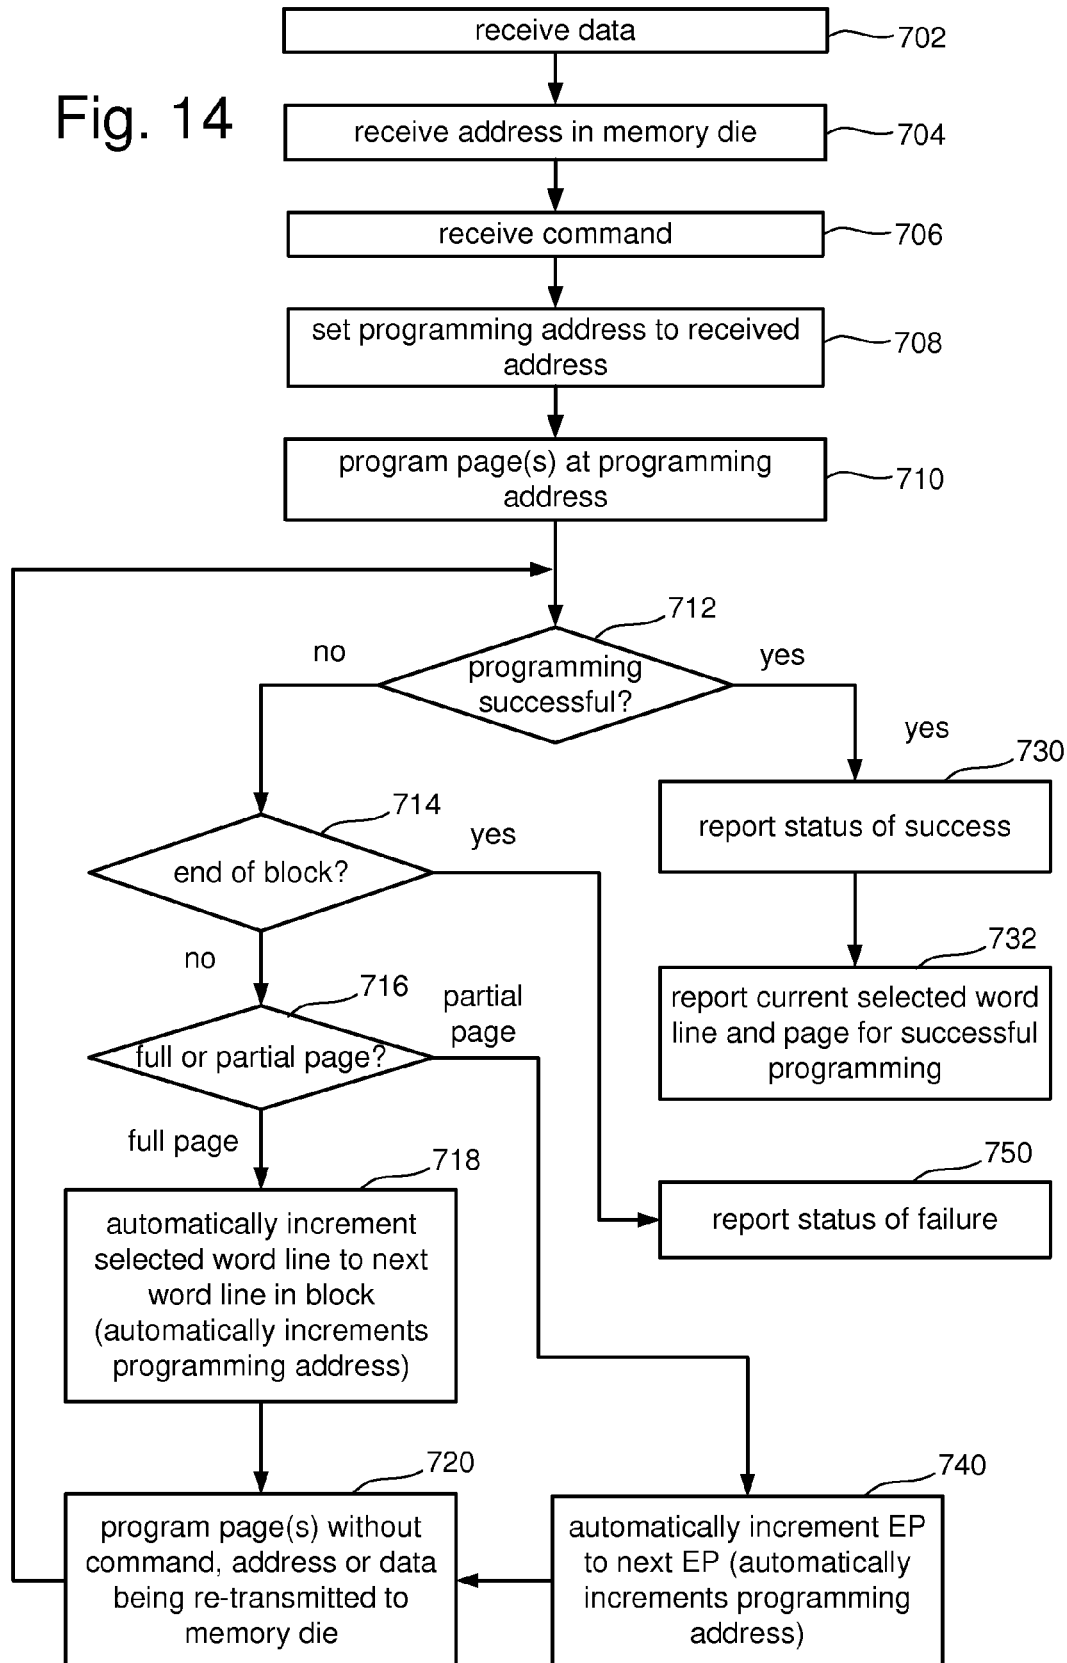 receive data
702
Fig. 14
receive address in memory die
704
receive command
706
set programming address to received
address
708
program page(s) at programming
address
710
712
no
programming
successful?
yes
yes
730
714
report status of success
yes
end of block?
732
no
716
partial
page
report current selected word
line and page for successful
programming
full or partial page?
full page
718
750
report status of failure
automatically increment
selected word line to next
word line in block
(automatically increments
programming address)
720
740
program page(s) without
command, address or data
being re-transmitted to
memory die
automatically increment EP
to next EP (automatically
increments programming
address)